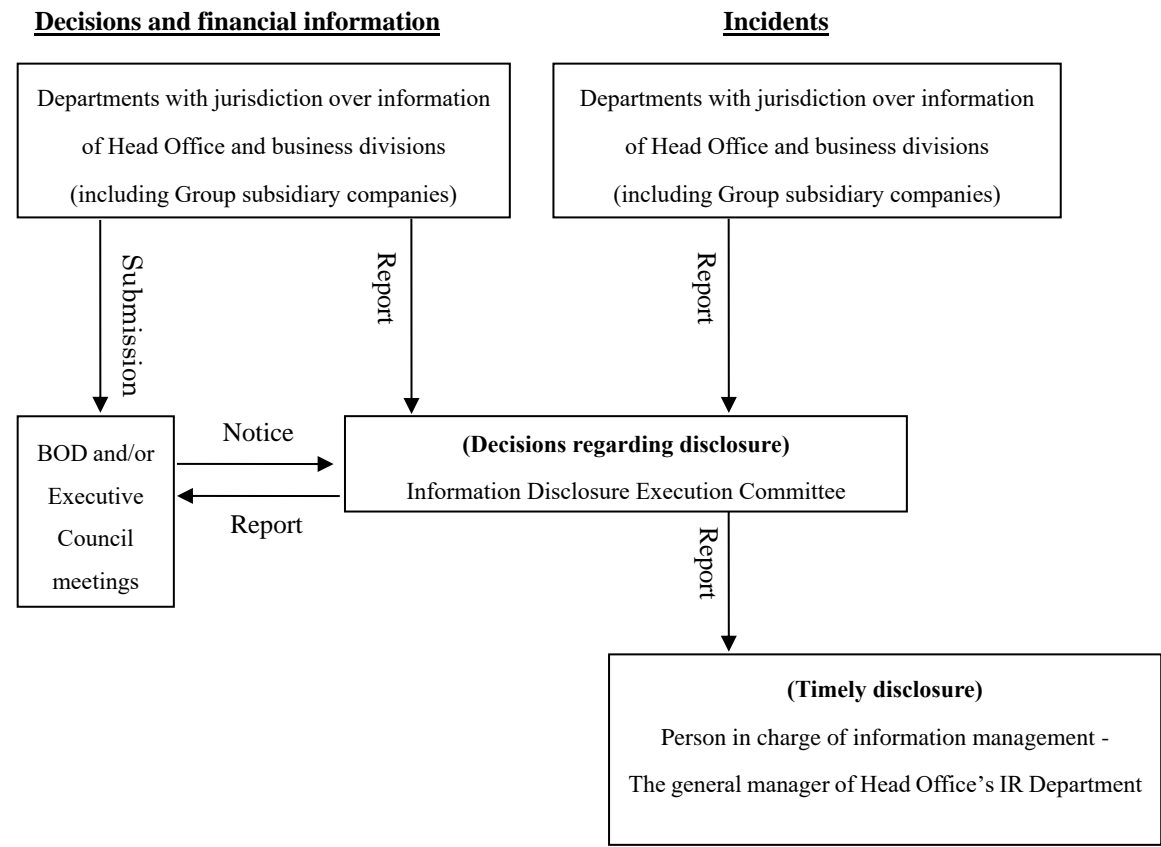 Decisions and financial information
Incidents
Departments with jurisdiction over information
of Head Office and business divisions
(including Group subsidiary companies)
Departments with jurisdiction over information
of Head Office and business divisions
(including Group subsidiary companies)
Submission
Report
Report
BOD and/or
Executive
Council
meetings
Notice
Report
(Decisions regarding disclosure)
Information Disclosure Execution Committee
Report
(Timely disclosure)
Person in charge of information management -
The general manager of Head Office’s IR Department